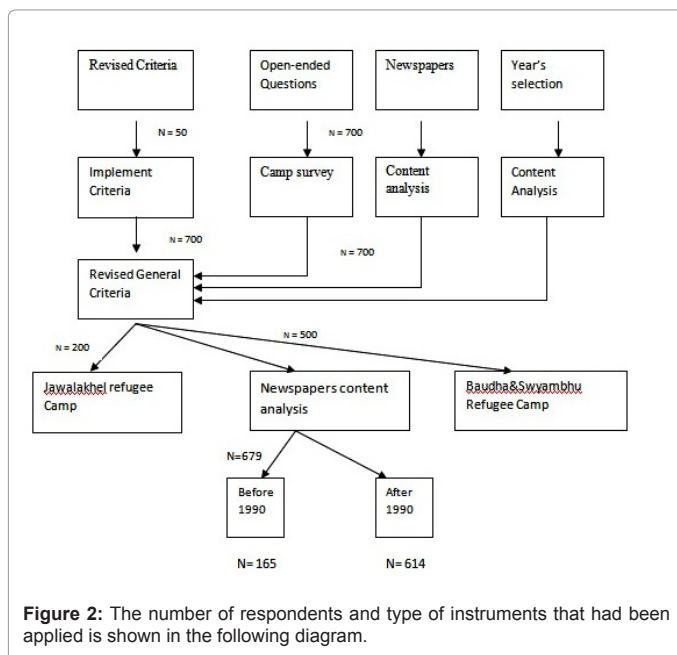 Revised Criteria
Open-ended
Questions
Newspapers
Year's
selection
N = 50
N = 700
Implement
Criteria
Camp survey
Content
analysis
Content
Analysis
N = 700
N = 700
Revised General
Criteria
N = 200
N = 500
Jawalakhel refugee
Camp
Newspapers content
analysis
Baudha&Swyambhu
Refugee Camp
N=679
Before
1990
After
1990
N= 165
N= 614
Figure 2: The number of respondents and type of instruments that had been
applied is shown in the following diagram.